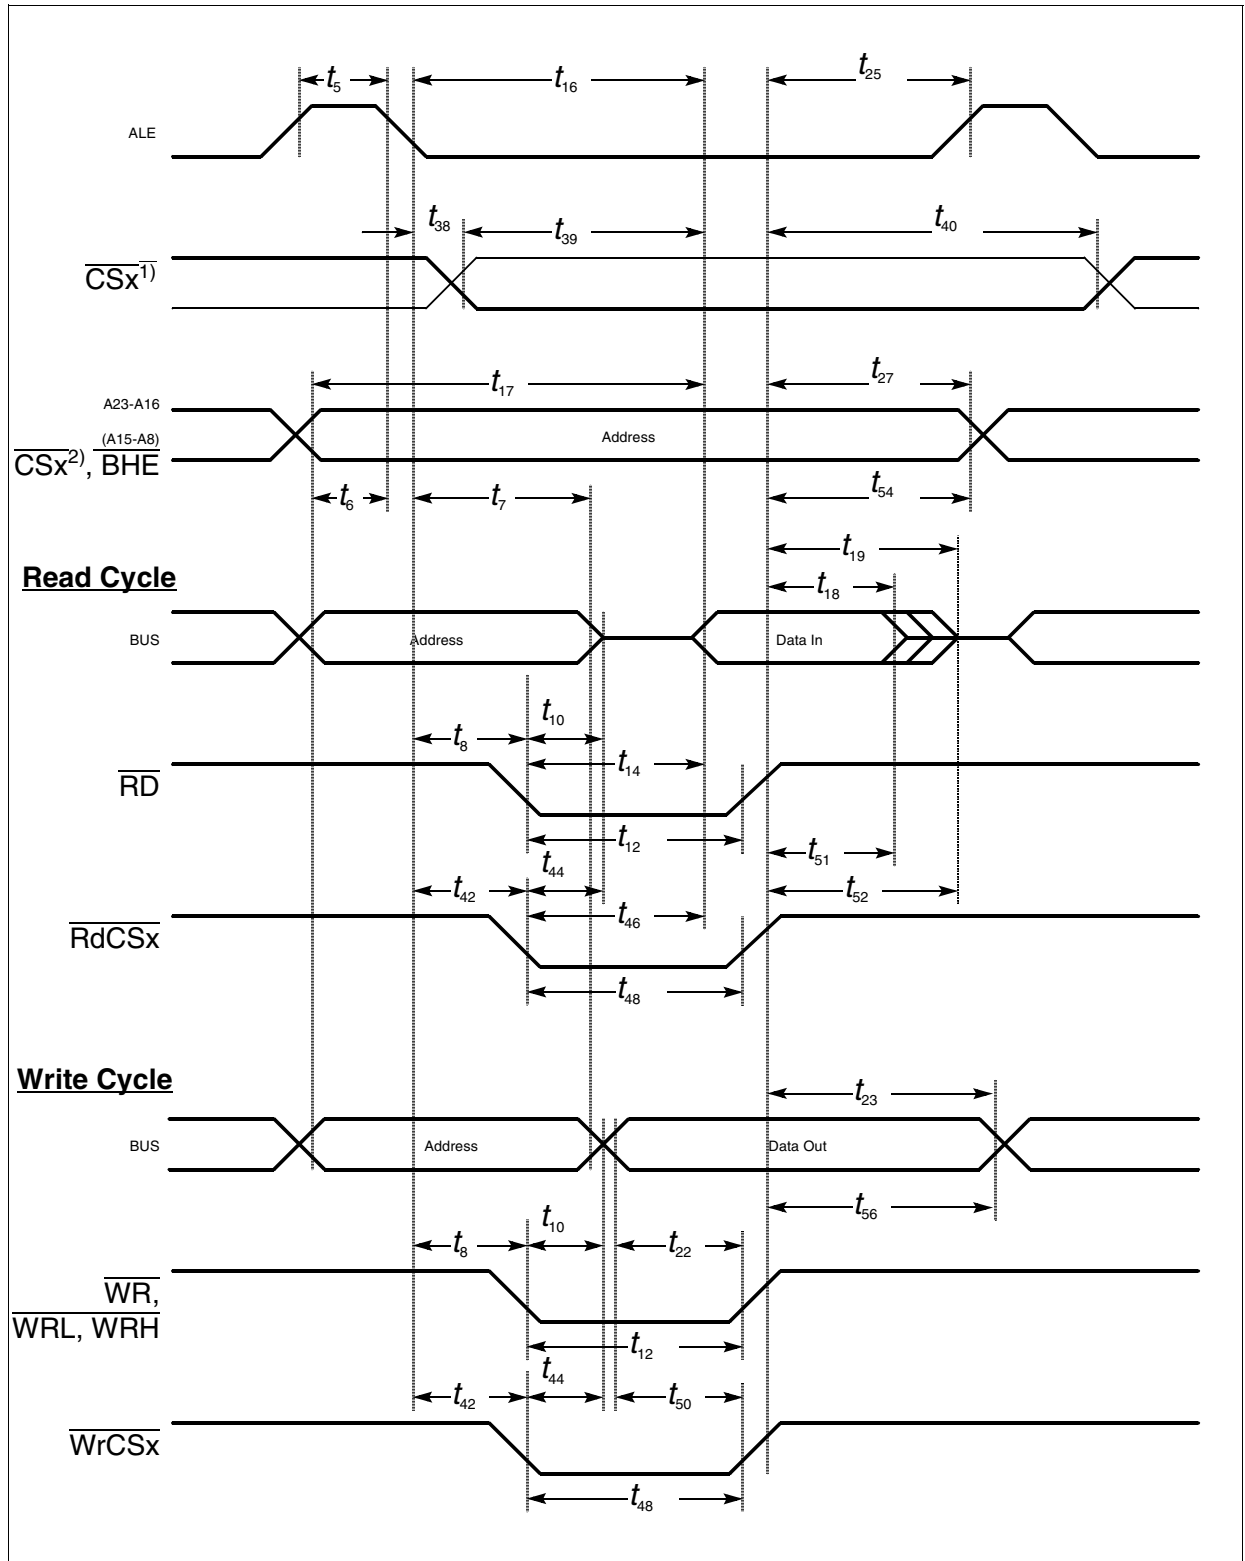 t5 t16 t25
ALE
t38 t39 t40
CSx1)
t17 t27
A23-A16
(A15-A8)
Address
CSx2), BHE
t6 t7 t54
t19
Read Cycle
t18
BUS Address Data In
t10
t8
t14
RD
t12 t51
t44
t42 t52
t46
RdCSx
t48
Write Cycle
t23
BUS Address Data Out
t56
t10
t8 t22
WR,
WRL, WRH
t12
t44
t42 t50
WrCSx
t48